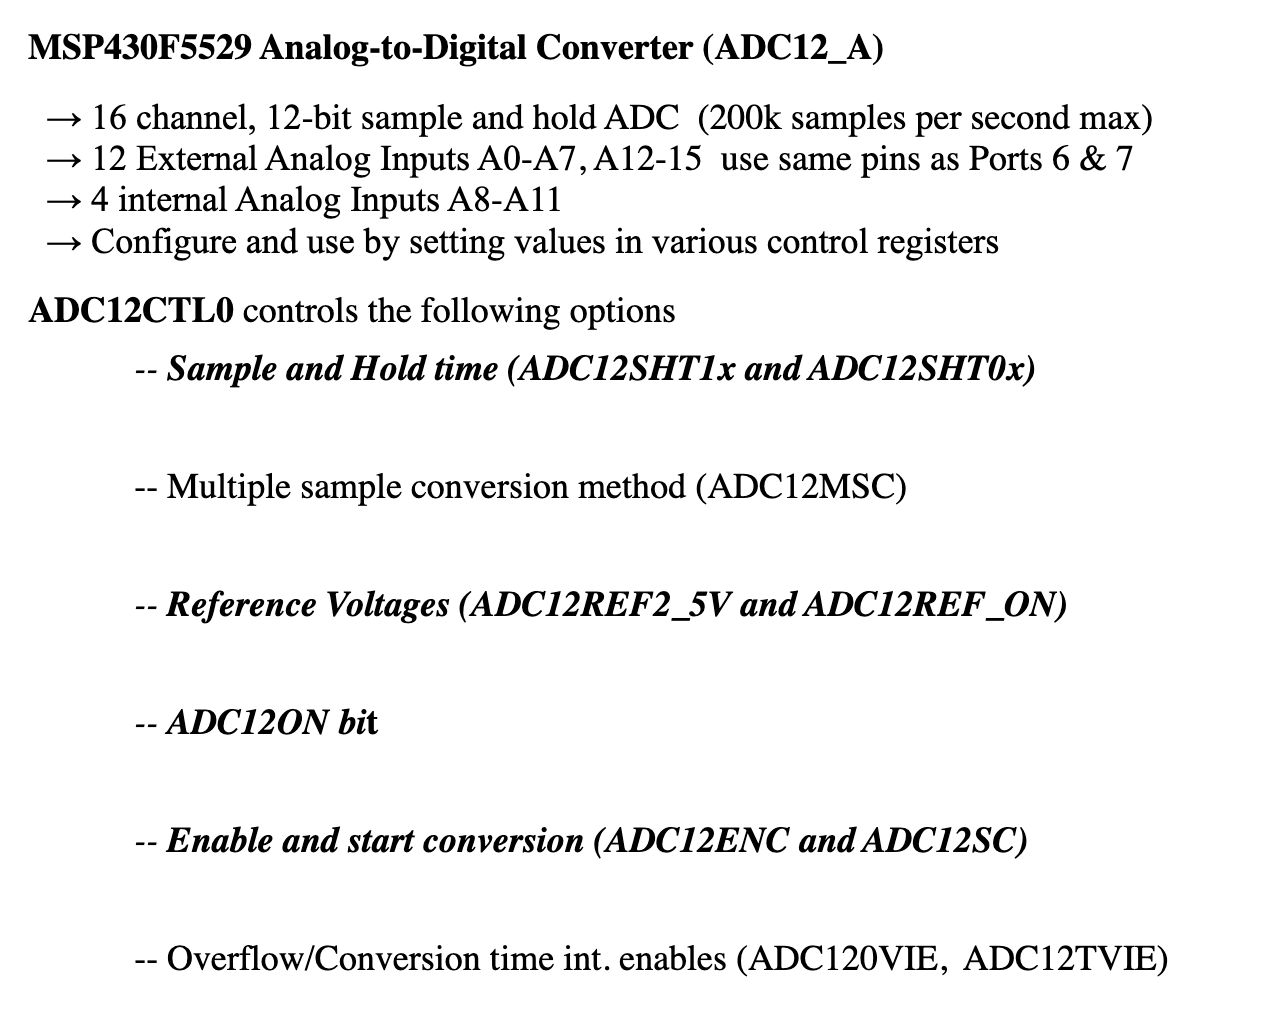 MSP430F5529 Analog-to-Digital Converter (ADC12_A)
→ 16 channel, 12-bit sample and hold ADC (200k samples per second max)
→ 12 External Analog Inputs A0-A7, A12-15 use same pins as Ports 6 & 7
→ 4 internal Analog Inputs A8-A11
→ Configure and use by setting values in various control registers
ADC12CTL0 controls the following options
-- Sample and Hold time (ADC12SHT1x and ADC12SHT0x)
-- Multiple sample conversion method (ADC12MSC)
-- Reference Voltages (ADC12REF2_5V and ADC12REF_ON)
-- ADC12ON bit
-- Enable and start conversion (ADC12ENC and ADC12SC)
-- Overflow/Conversion time int. enables (ADC120VIE, ADC12TVIE)